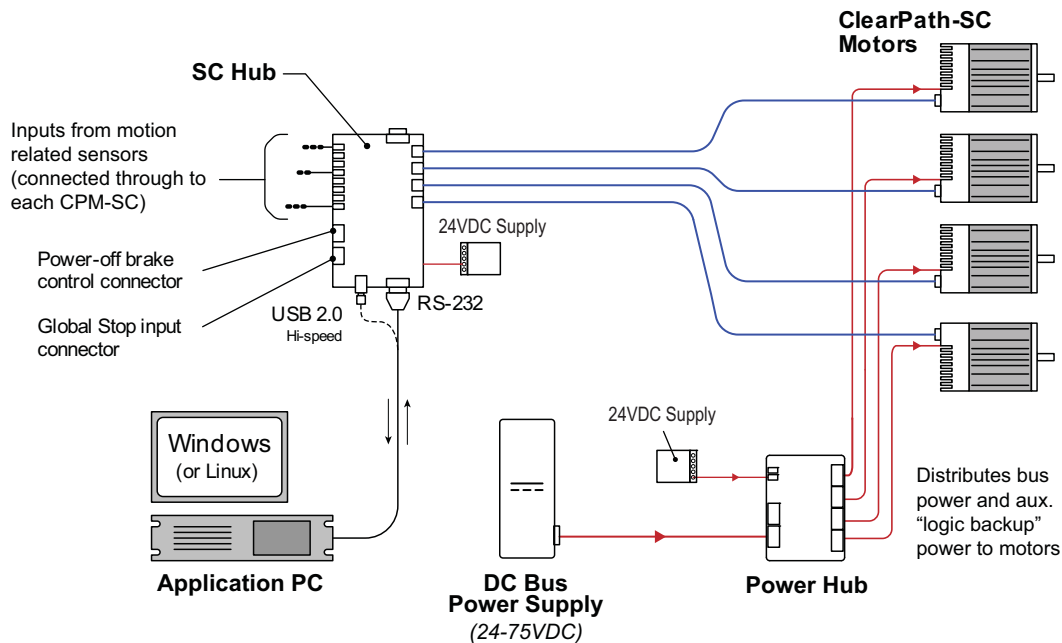 ClearPath-SC
Motors
SC Hub
Inputs from motion
related sensors
(connected through to
each CPM-SC)
24VDC Supply
Power-off brake
control connector
Global Stop input
connector
USB 2.0
Hi-speed
RS-232
Windows
(or Linux)
Application PC
24VDC Supply
DC Bus
Power Supply
(24-75VDC)
Power Hub
Distributes bus
power and aux.
“logic backup”
power to motors